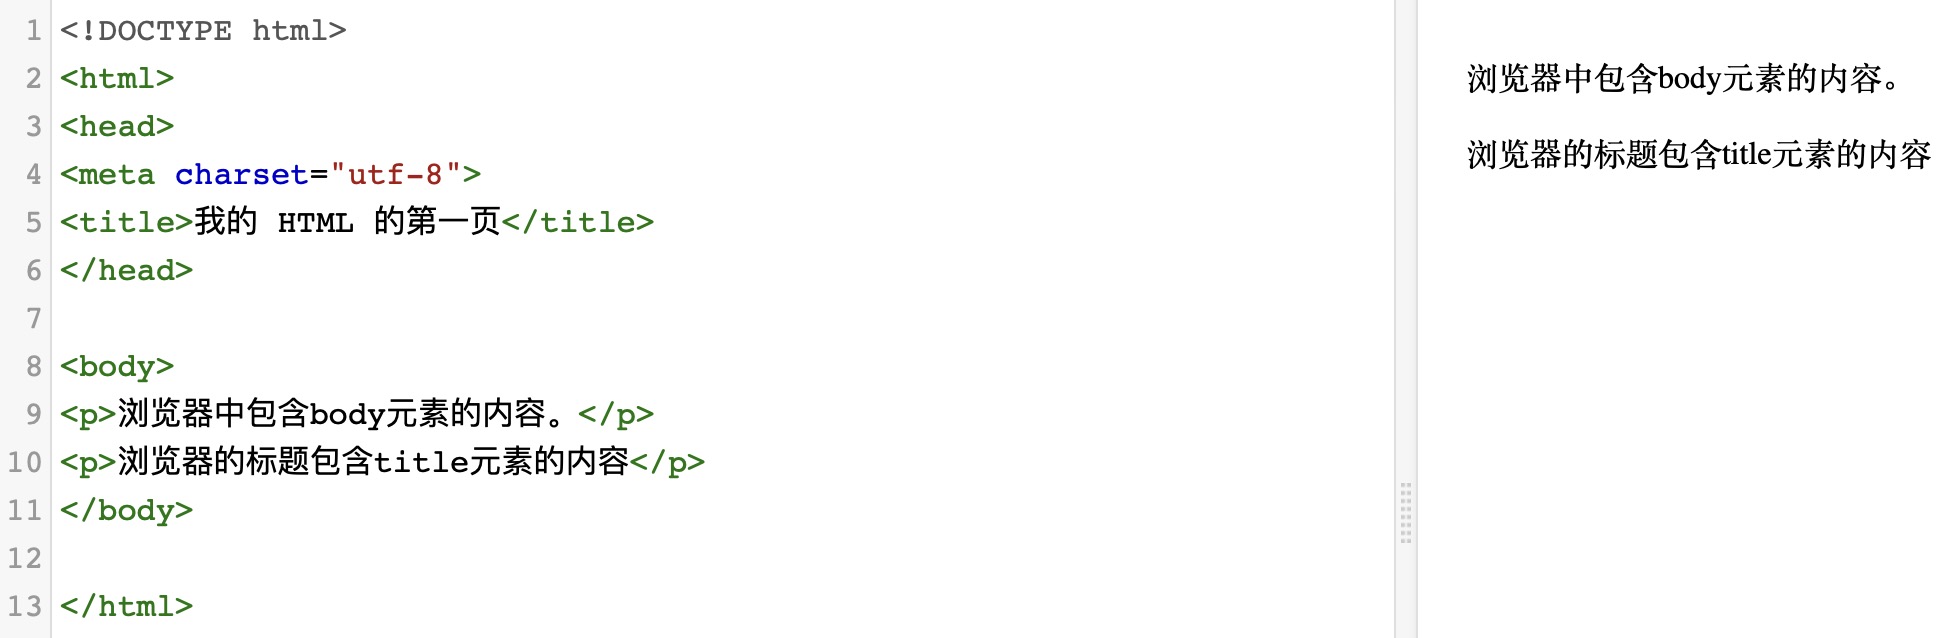 1 <!DOCTYPE html>
2 <html>
3 <head>
4 <meta charset="utf-8">
5 <title>我的 HTML 的第一页</title>
6 </head>
7
8 <body>
9 <p>浏览器中包含body元素的内容。</p>
10 <p>浏览器的标题包含title元素的内容</p>
11 </body>
12
13 </html>
浏览器中包含body元素的内容。
浏览器的标题包含title元素的内容